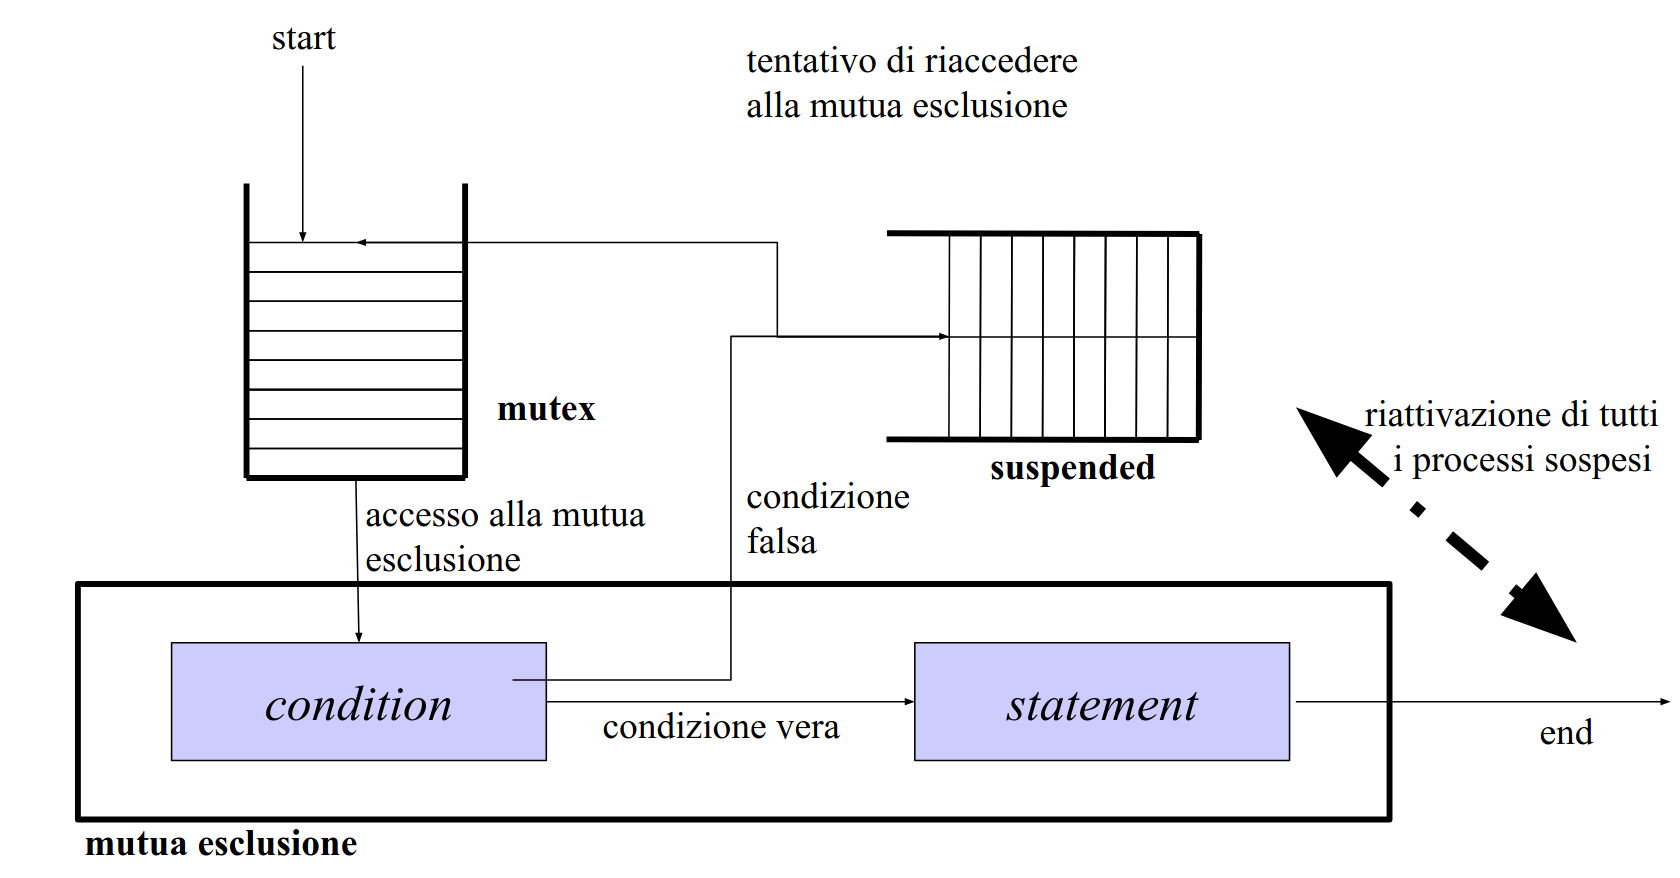 start
tentativo di riaccedere
alla mutua esclusione
mutex
suspended
riattivazione di tutti
i processi sospesi
accesso alla mutua
esclusione
condizione
falsa
condition
condizione vera
statement
end
mutua esclusione